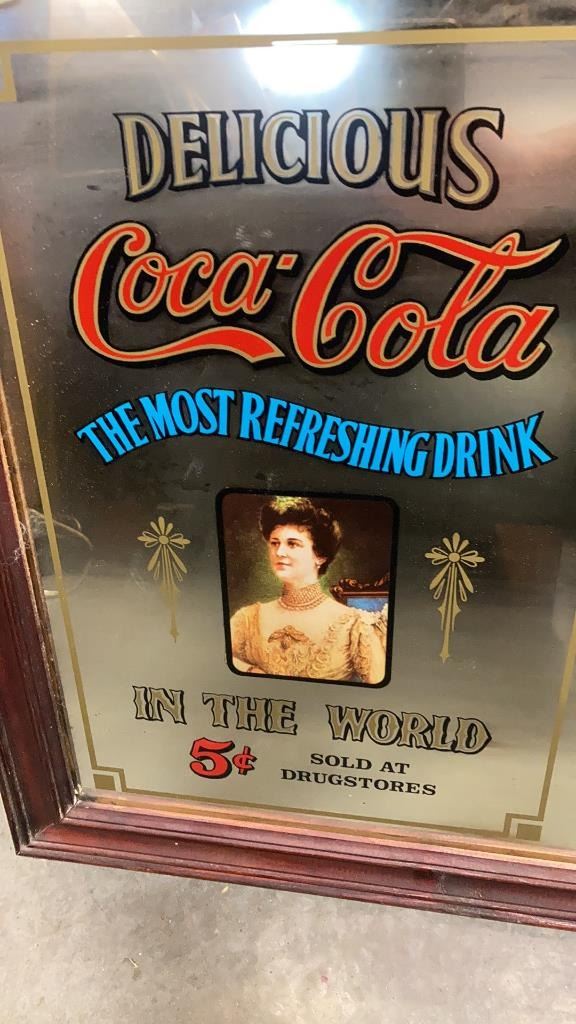 DELICIOUS
Coca-Cola
THE MOST REFRESHING DRINK
IN THE WORLD
5¢
SOLD AT
DRUGSTORES